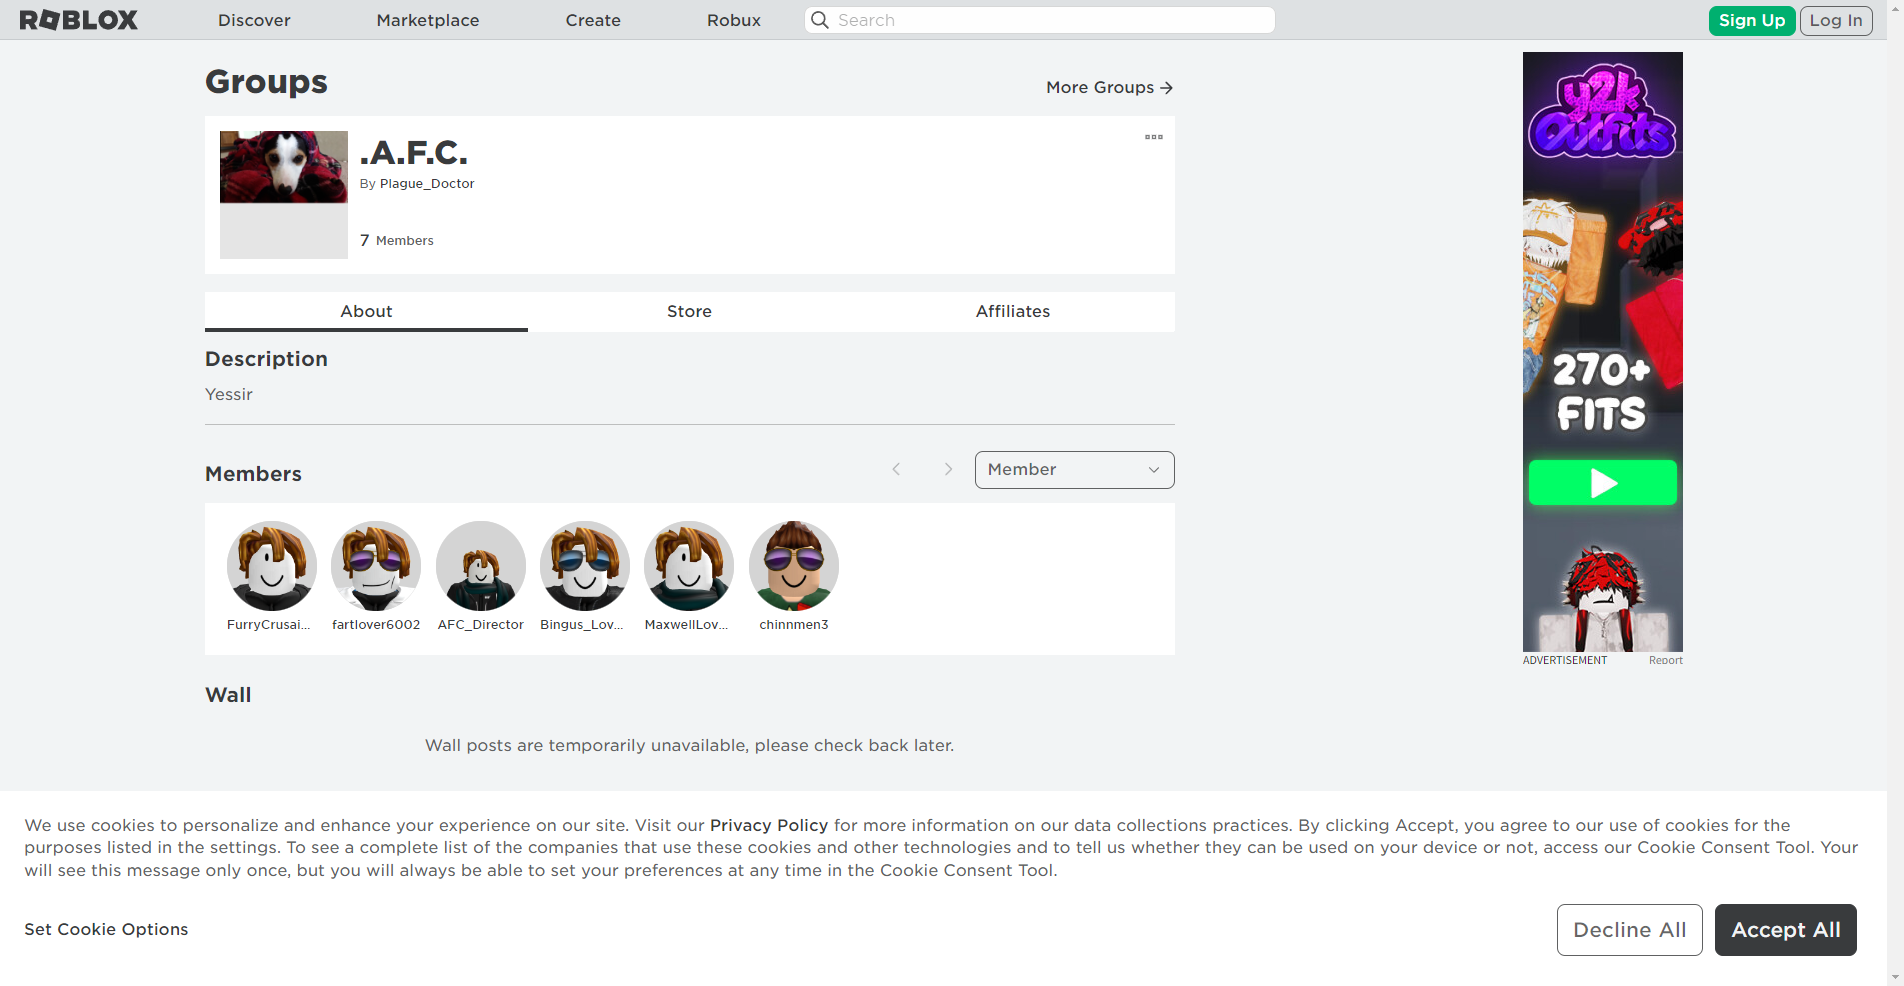 ROBLOX
Discover
Marketplace
Create
Robux
Search
Sign Up
Log In
Groups
More Groups
.A.F.C.
By Plague_Doctor
7 Members
About
Store
Affiliates
Description
Yessir
Members
Member
FurryCrusai...
fartlover6002
AFC_Director
Bingus_Lov...
MaxwellLov...
chinnmen3
Wall
Wall posts are temporarily unavailable, please check back later.
y2k
Outfits
270+
FITS
ADVERTISEMENT
Report
We use cookies to personalize and enhance your experience on our site. Visit our Privacy Policy for more information on our data collections practices. By clicking Accept, you agree to our use of cookies for the
purposes listed in the settings. To see a complete list of the companies that use these cookies and other technologies and to tell us whether they can be used on your device or not, access our Cookie Consent Tool. Your
will see this message only once, but you will always be able to set your preferences at any time in the Cookie Consent Tool.
Set Cookie Options
Decline All
Accept All